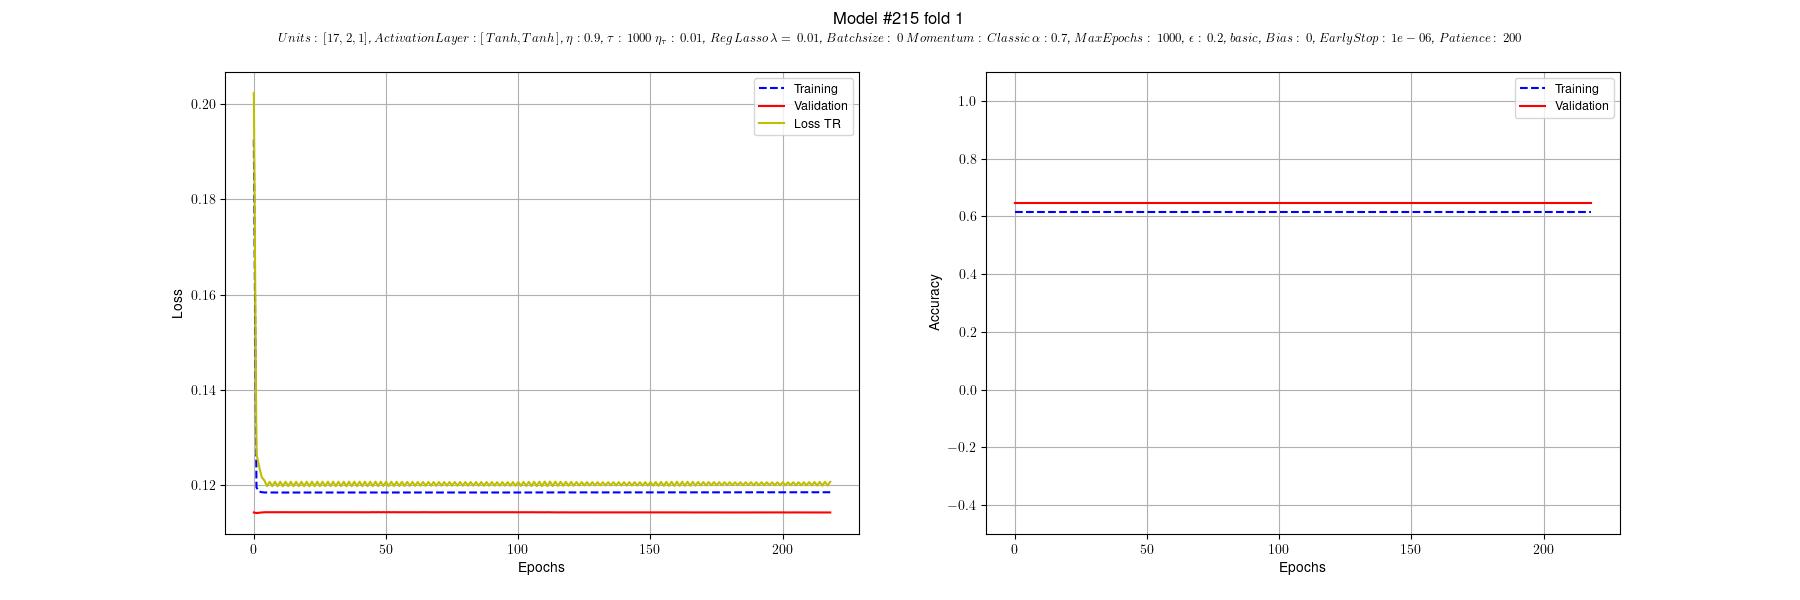 Model #215 fold 1
Units : [17, 2, 1], ActivationLayer : [Tanh, Tanh], η : 0.9, τ : 1000 η_τ : 0.01, Reg Lasso λ = 0.01, Batchsize : 0 Momentum : Classic α : 0.7, MaxEpochs : 1000, ϵ : 0.2, basic, Bias : 0, EarlyStop : 1e − 06, Patience : 200
Training
Validation
Loss TR
0.20
0.18
0.16
0.14
0.12
Loss
0
50
100
150
200
Epochs
Training
Validation
1.0
0.8
0.6
0.4
0.2
0.0
−0.2
−0.4
Accuracy
0
50
100
150
200
Epochs